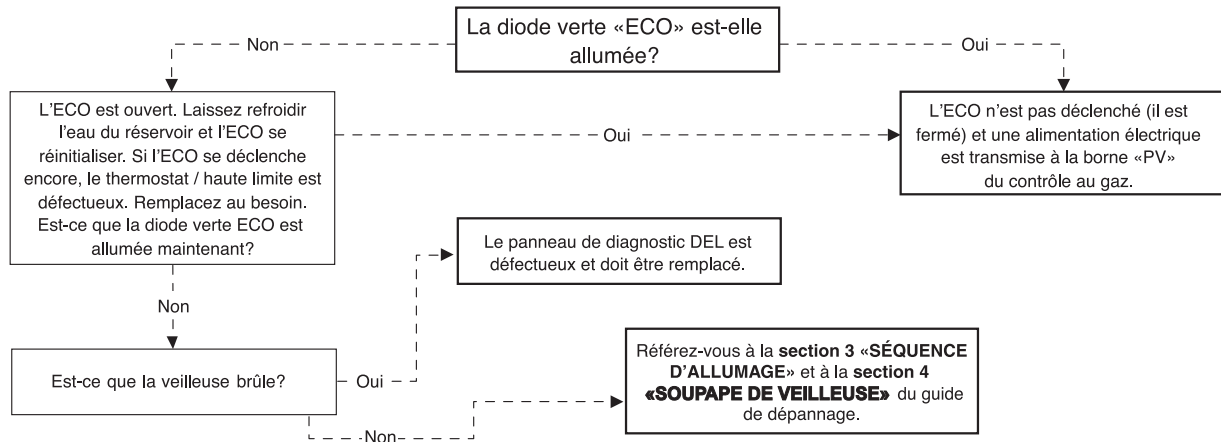 La diode verte «ECO» est-elle
allumée?
Non
Oui
L'ECO est ouvert. Laissez refroidir
l'eau du réservoir et l'ECO se
réinitialiser. Si l'ECO se déclenche
encore, le thermostat / haute limite est
défectueux. Remplacez au besoin.
Est-ce que la diode verte ECO est
allumée maintenant?
Oui
L'ECO n'est pas déclenché (il est
fermé) et une alimentation électrique
est transmise à la borne «PV»
du contrôle au gaz.
Le panneau de diagnostic DEL est
défectueux et doit être remplacé.
Non
Est-ce que la veilleuse brûle?
Oui
Référez-vous à la section 3 «SÉQUENCE
D'ALLUMAGE» et à la section 4
«SOUPAPE DE VEILLEUSE» du guide
de dépannage.
Non